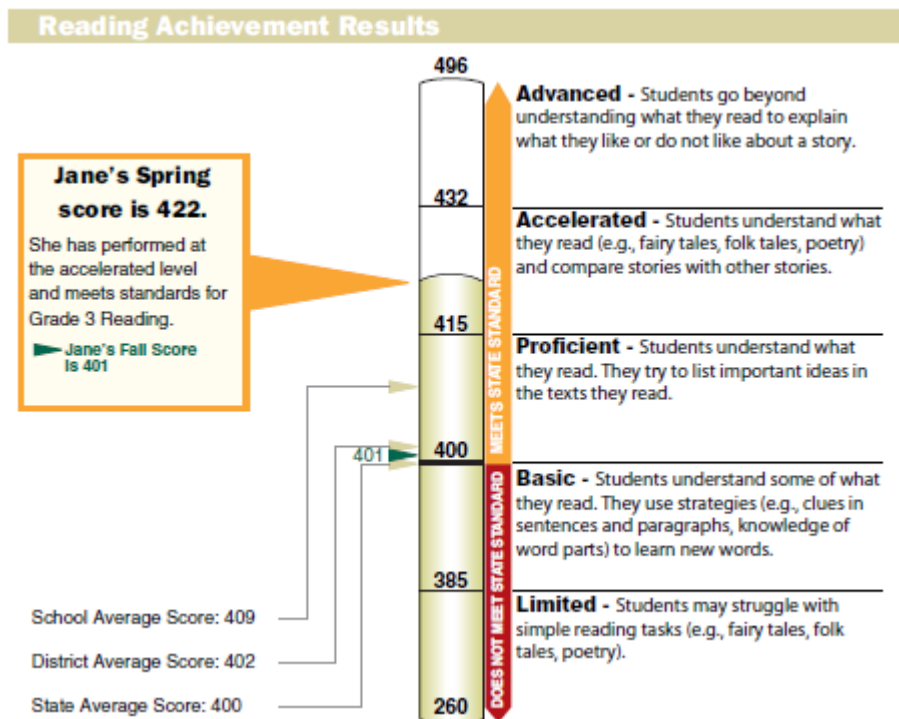 Reading Achievement Results
Jane's Spring
score is 422.
She has performed at
the accelerated level
and meets standards for
Grade 3 Reading.
Jane's Fall Score
Is 401
School Average Score: 409
District Average Score: 402
State Average Score: 400
496
432
415
401
400
385
260
MEETS STATE STANDARD
DOES NOT MEET STATE STANDARD
Advanced - Students go beyond
understanding what they read to explain
what they like or do not like about a story.
Accelerated - Students understand what
they read (e.g., fairy tales, folk tales, poetry)
and compare stories with other stories.
Proficient - Students understand what
they read. They try to list important ideas in
the texts they read.
Basic - Students understand some of what
they read. They use strategies (e.g., clues in
sentences and paragraphs, knowledge of
word parts) to learn new words.
Limited - Students may struggle with
simple reading tasks (e.g., fairy tales, folk
tales, poetry).